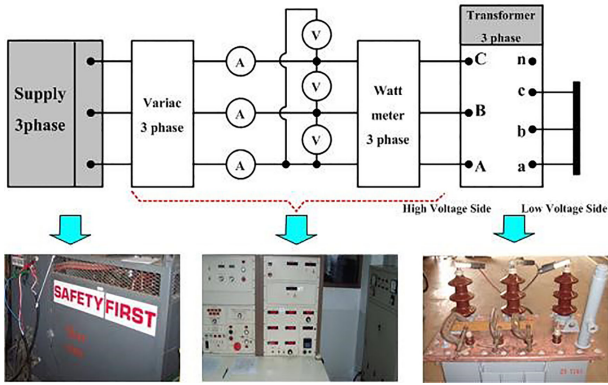 Transformer
3 phase
Supply
3phase
Variac
3 phase
A
A
A
V
V
V
Watt
meter
3 phase
C
B
A
n
c
b
a
High Voltage Side
Low Voltage Side
SAFETY FIRST